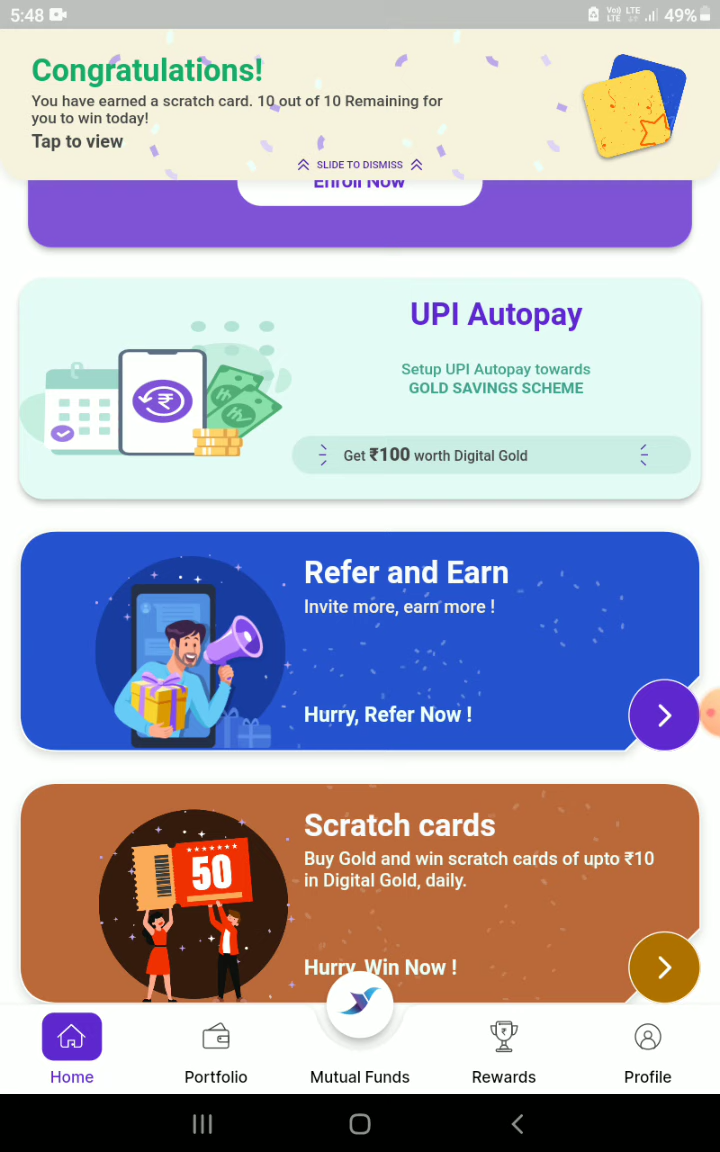 5:48
Vo) LTE
LTE
49%
Congratulations!
You have earned a scratch card. 10 out of 10 Remaining for
you to win today!
Tap to view
SLIDE TO DISMISS
Enroll Now
UPI Autopay
Setup UPI Autopay towards
GOLD SAVINGS SCHEME
Get ₹100 worth Digital Gold
Refer and Earn
Invite more, earn more !
Hurry, Refer Now !
Scratch cards
Buy Gold and win scratch cards of upto ₹10
in Digital Gold, daily.
50
Hurry, Win Now !
Home
Portfolio
Mutual Funds
Rewards
Profile